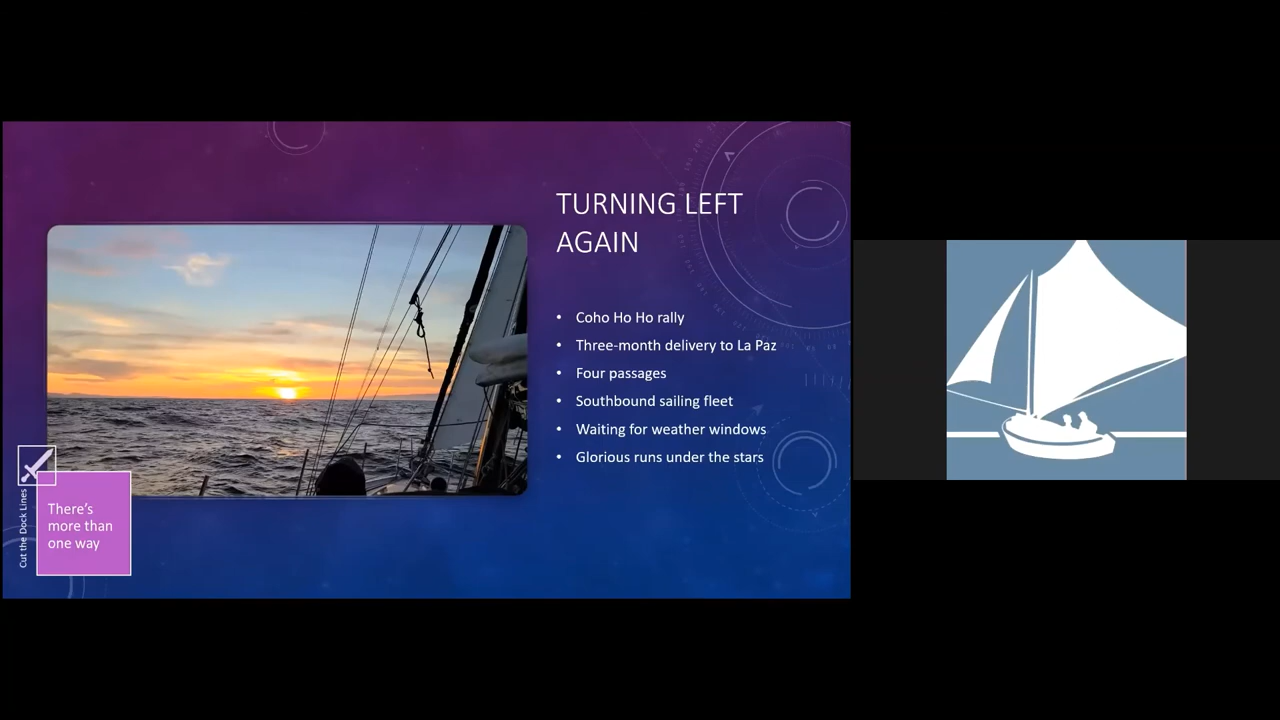 TURNING LEFT
AGAIN
• Coho Ho Ho rally
• Three-month delivery to La Paz
• Four passages
• Southbound sailing fleet
• Waiting for weather windows
• Glorious runs under the stars
Cut the Dock Lines
There's
more than
one way